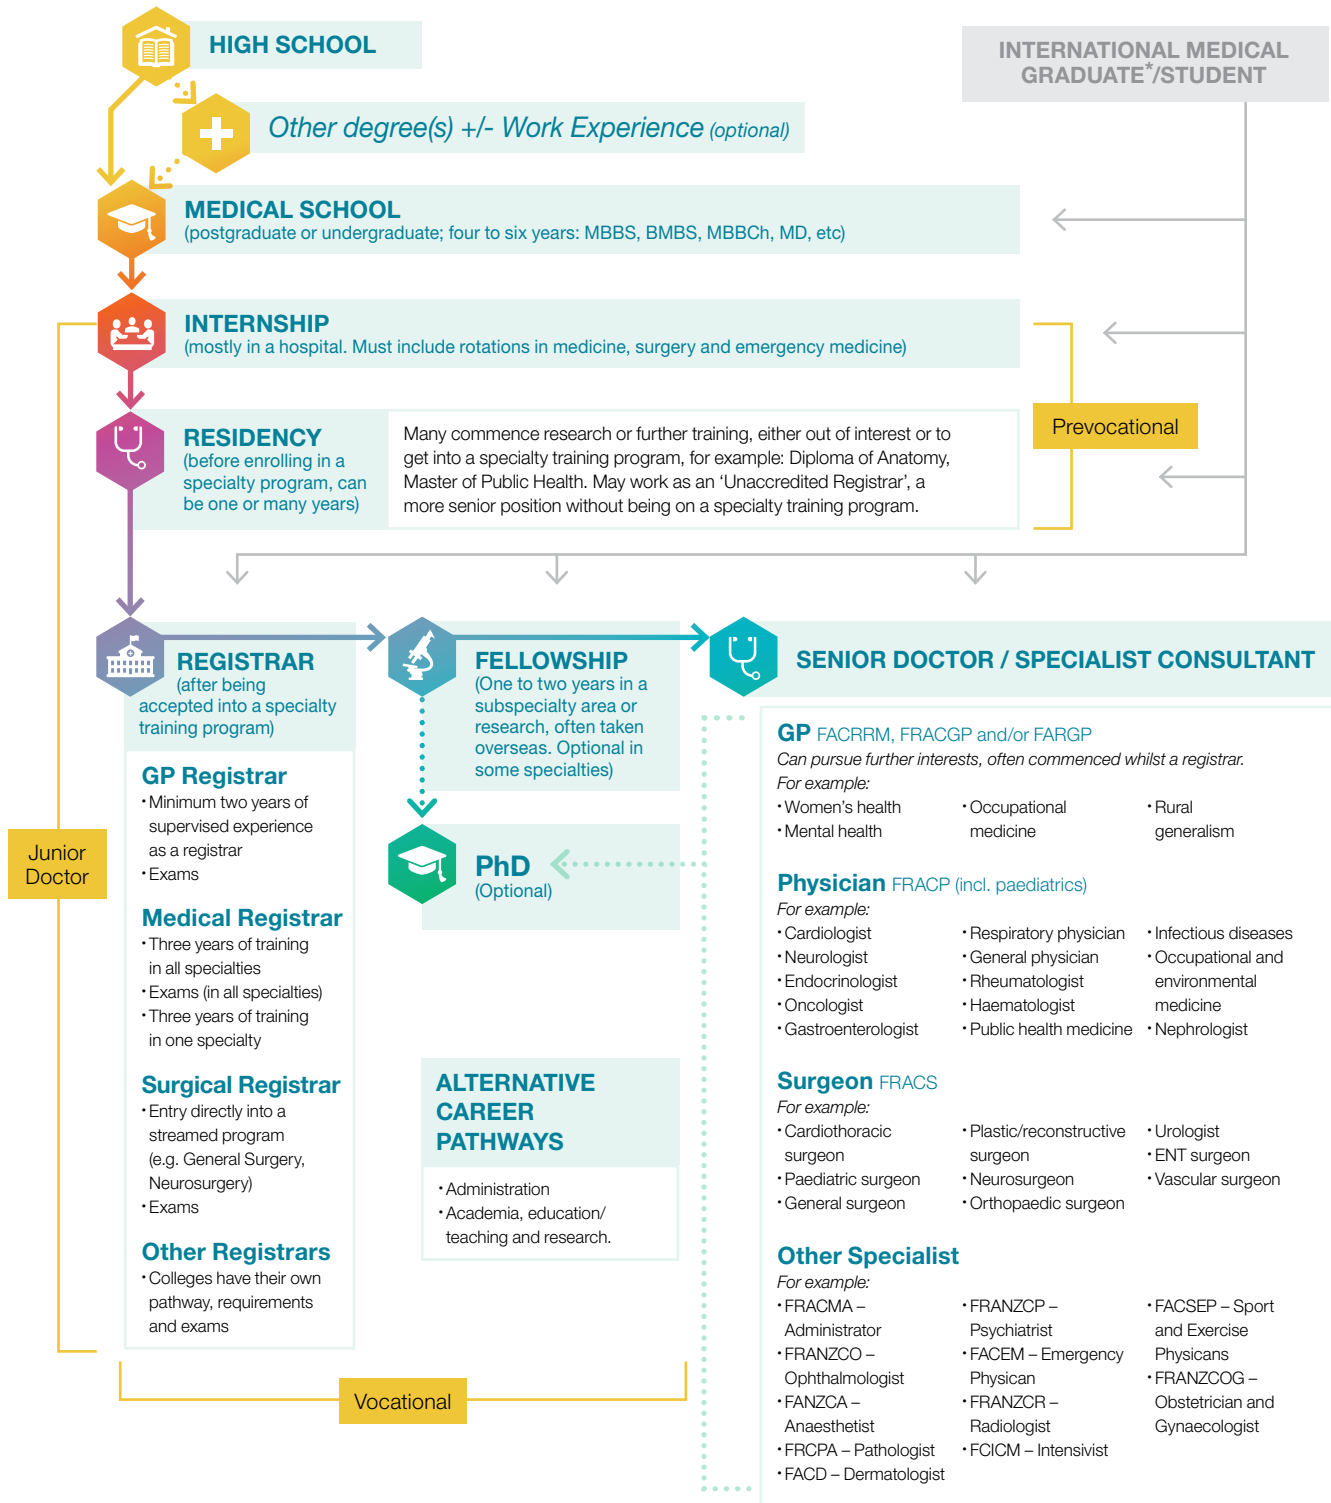 HIGH SCHOOL
INTERNATIONAL MEDICAL
GRADUATE*/STUDENT
Other degree(s) +/- Work Experience (optional)
MEDICAL SCHOOL
(postgraduate or undergraduate; four to six years: MBBS, BMBS, MBBCh, MD, etc)
INTERNSHIP
(mostly in a hospital. Must include rotations in medicine, surgery and emergency medicine)
Prevocational
RESIDENCY
(before enrolling in a
specialty program, can
be one or many years)
Many commence research or further training, either out of interest or to
get into a specialty training program, for example: Diploma of Anatomy,
Master of Public Health. May work as an ‘Unaccredited Registrar’, a
more senior position without being on a specialty training program.
Junior
Doctor
REGISTRAR
(after being
accepted into a specialty
training program)
GP Registrar
• Minimum two years of
supervised experience
as a registrar
• Exams
Medical Registrar
• Three years of training
in all specialties
• Exams (in all specialties)
• Three years of training
in one specialty
Surgical Registrar
• Entry directly into a
streamed program
(e.g. General Surgery,
Neurosurgery)
• Exams
Other Registrars
• Colleges have their own
pathway, requirements
and exams
Vocational
FELLOWSHIP
(One to two years in a
subspecialty area or
research, often taken
overseas. Optional in
some specialties)
PhD
(Optional)
ALTERNATIVE
CAREER
PATHWAYS
• Administration
• Academia, education/
teaching and research.
SENIOR DOCTOR / SPECIALIST CONSULTANT
GP FACRRM, FRACGP and/or FARGP
Can pursue further interests, often commenced whilst a registrar.
For example:
• Women’s health
• Mental health
• Occupational
medicine
• Rural
generalism
Physician FRACP (incl. paediatrics)
For example:
• Cardiologist
• Neurologist
• Endocrinologist
• Oncologist
• Gastroenterologist
• Respiratory physician
• General physician
• Rheumatologist
• Haematologist
• Public health medicine
• Infectious diseases
• Occupational and
environmental
medicine
• Nephrologist
Surgeon FRACS
For example:
• Cardiothoracic
surgeon
• Paediatric surgeon
• General surgeon
• Plastic/reconstructive
surgeon
• Neurosurgeon
• Orthopaedic surgeon
• Urologist
• ENT surgeon
• Vascular surgeon
Other Specialist
For example:
• FRACMA –
Administrator
• FRANZCO –
Ophthalmologist
• FANZCA –
Anaesthetist
• FRCPA – Pathologist
• FACD – Dermatologist
• FRANZCP –
Psychiatrist
• FACEM – Emergency
Physican
• FRANZCR –
Radiologist
• FCICM – Intensivist
• FACSEP – Sport
and Exercise
Physicans
• FRANZCOG –
Obstetrician and
Gynaecologist